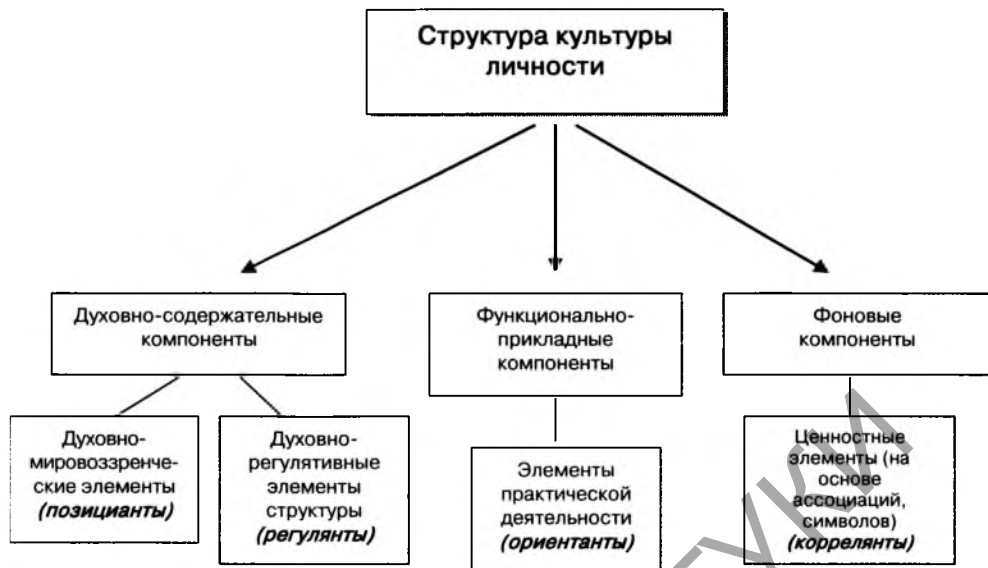 Структура культуры
личности
Духовно-содержательные
компоненты
Функционально-
прикладные
компоненты
Фоновые
компоненты
Духовно-
мировоззренче-
ские элементы
(позицианты)
Духовно-
регулятивные
элементы
структуры
(регулянты)
Элементы
практической
деятельности
(ориентанты)
Ценностные
элементы (на
основе
ассоциаций,
символов)
(коррелянты)